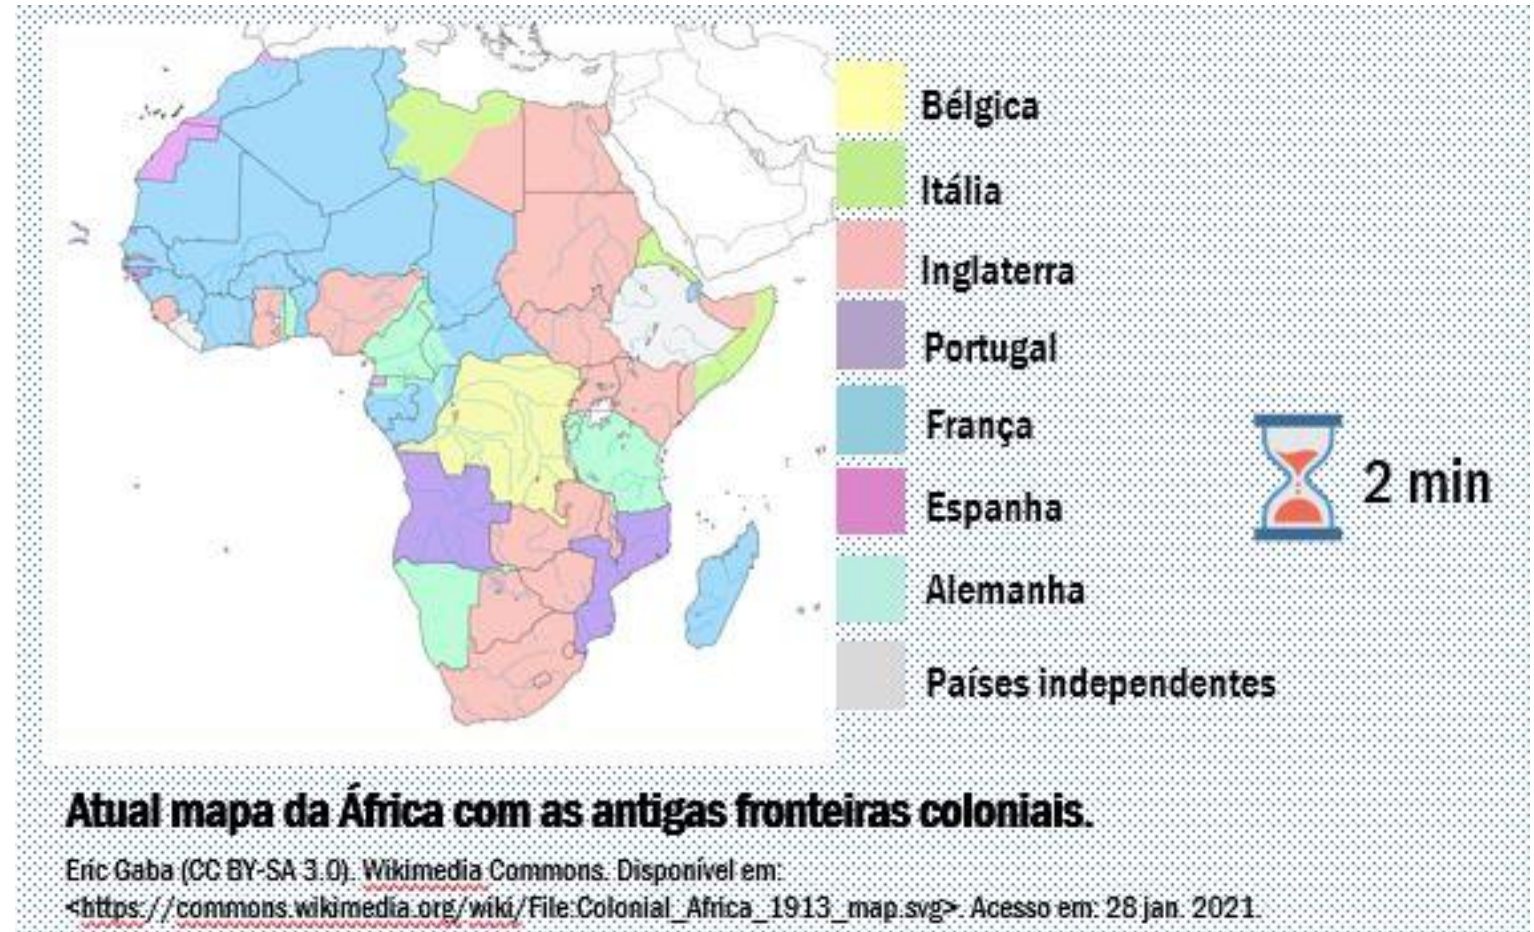 Bélgica
Itália
Inglaterra
Portugal
França
Espanha
Alemanha
Países independentes
2 min
Atual mapa da África com as antigas fronteiras coloniais.
Eric Gaba (CC BY-SA 3.0). Wikimedia Commons. Disponível em:
<https://commons.wikimedia.org/wiki/File:Colonial_Africa_1913_map.svg>. Acesso em: 28 jan. 2021.